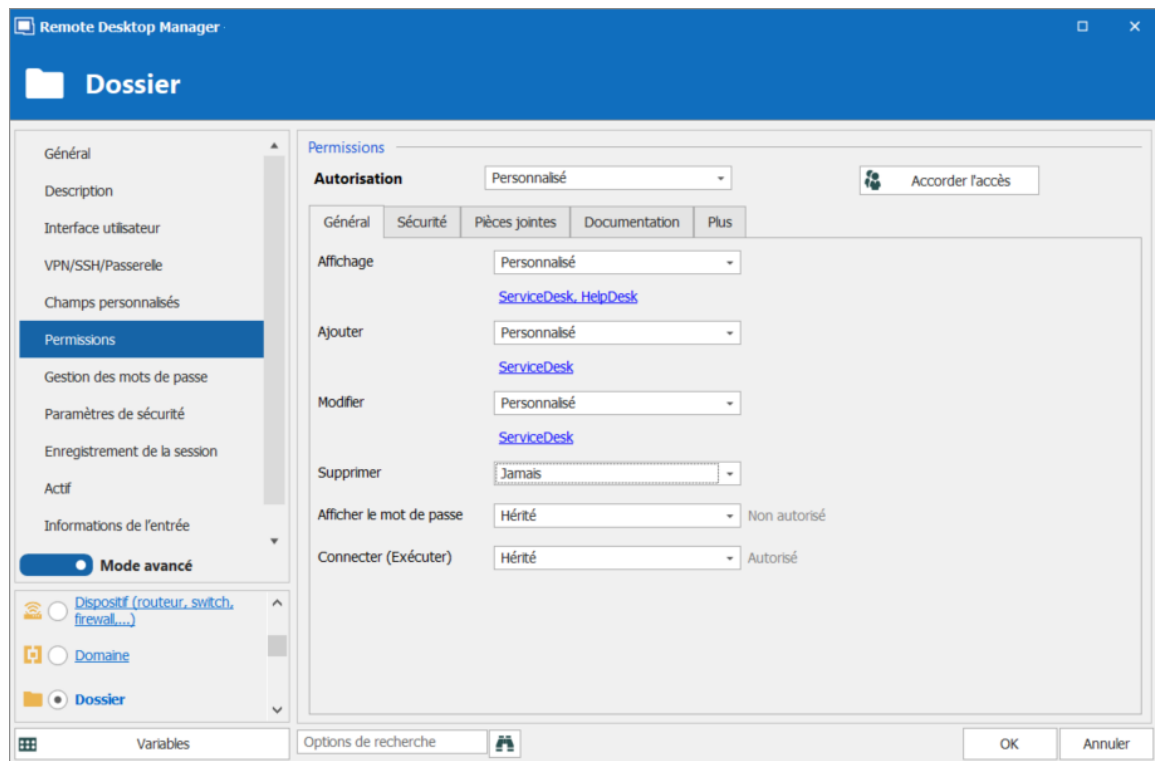 Remote Desktop Manager
Dossier
Général
Description
Interface utilisateur
VPN/SSH/Passerelle
Champs personnalisés
Permissions
Gestion des mots de passe
Paramètres de sécurité
Enregistrement de la session
Actif
Informations de l'entrée
Mode avancé
Dispositif (routeur, switch,
firewall,...)
Domaine
Dossier
Variables
Permissions
Autorisation Personnalisé Accorder l'accès
Général Sécurité Pièces jointes Documentation Plus
Affichage Personnalisé
ServiceDesk, HelpDesk
Ajouter Personnalisé
ServiceDesk
Modifier Personnalisé
ServiceDesk
Supprimer Jamais
Afficher le mot de passe Hérité Non autorisé
Connecter (Exécuter) Hérité Autorisé
Options de recherche
OK Annuler